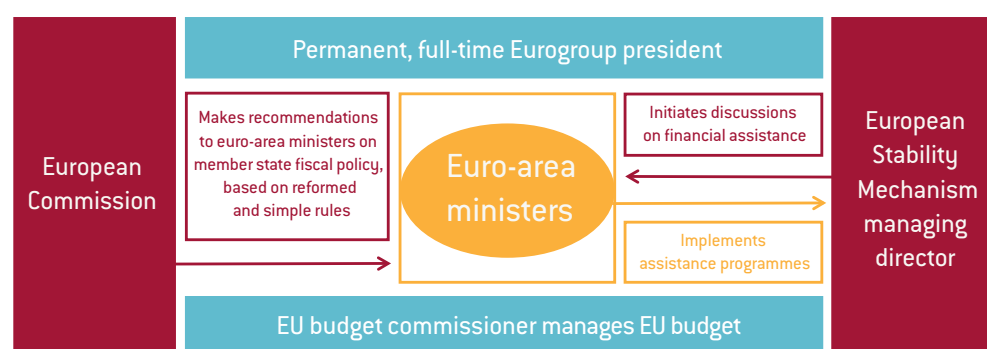 Permanent, full-time Eurogroup president
European
Commission
Makes recommendations
to euro-area ministers on
member state fiscal policy,
based on reformed
and simple rules
Euro-area
ministers
Initiates discussions
on financial assistance
Implements
assistance programmes
European
Stability
Mechanism
managing
director
EU budget commissioner manages EU budget